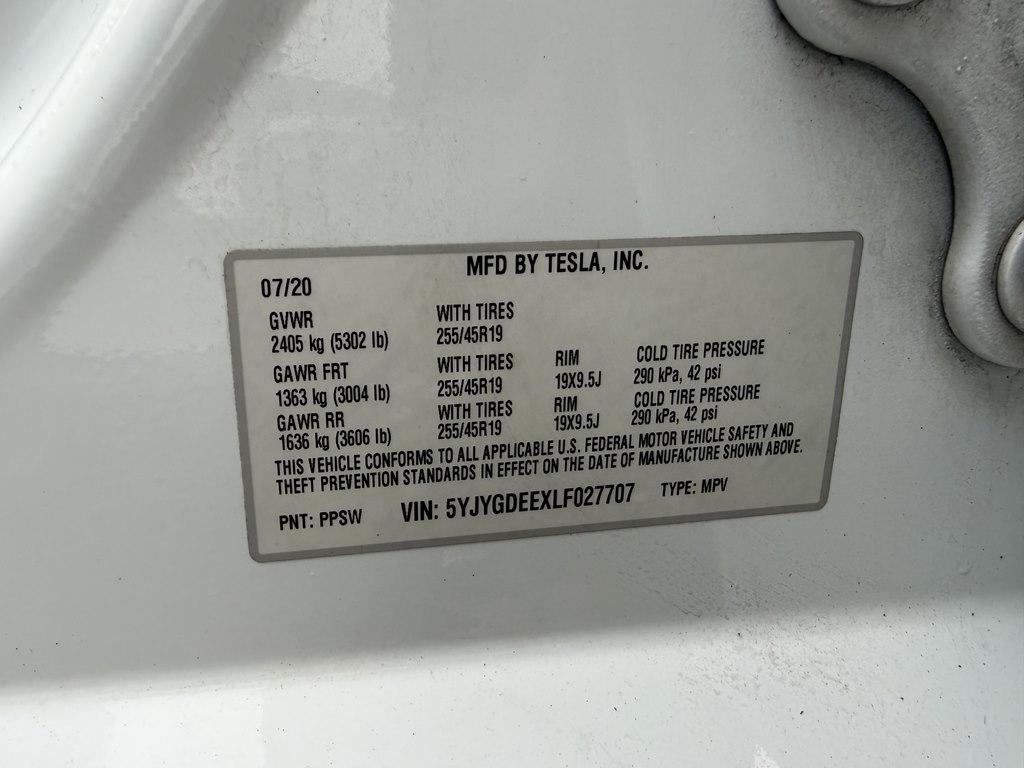 MFD BY TESLA, INC.
07/20
GVWR WITH TIRES
2405 kg (5302 lb) 255/45R19
GAWR FRT WITH TIRES RIM COLD TIRE PRESSURE
1363 kg (3004 lb) 255/45R19 19X9.5J 290 kPa, 42 psi
GAWR RR WITH TIRES RIM COLD TIRE PRESSURE
1636 kg (3606 lb) 255/45R19 19X9.5J 290 kPa, 42 psi
THIS VEHICLE CONFORMS TO ALL APPLICABLE U.S. FEDERAL MOTOR VEHICLE SAFETY AND
THEFT PREVENTION STANDARDS IN EFFECT ON THE DATE OF MANUFACTURE SHOWN ABOVE.
PNT: PPSW VIN: 5YJYGDEEXLF027707 TYPE: MPV